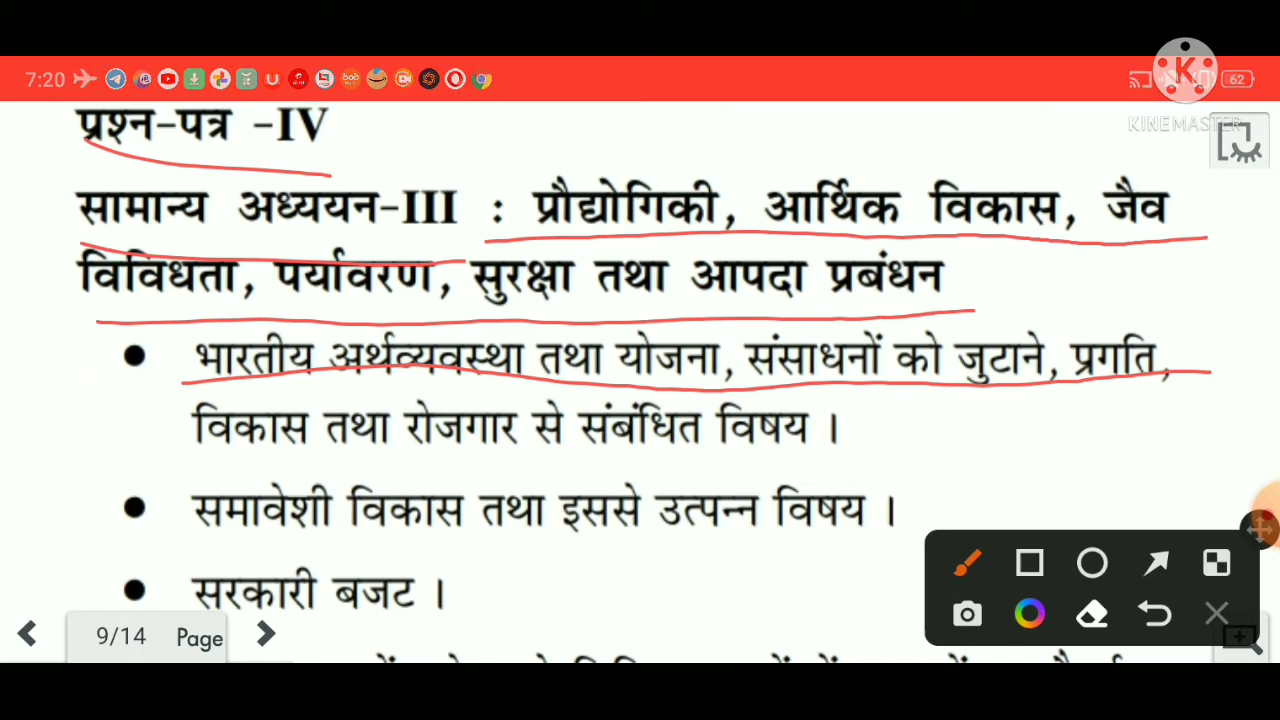 7:20
62
KINEMASTER
प्रश्न-पत्र -IV
सामान्य अध्ययन-III : प्रौद्योगिकी, आर्थिक विकास, जैव
विविधता, पर्यावरण, सुरक्षा तथा आपदा प्रबंधन
● भारतीय अर्थव्यवस्था तथा योजना, संसाधनों को जुटाने, प्रगति,
विकास तथा रोजगार से संबंधित विषय ।
● समावेशी विकास तथा इससे उत्पन्न विषय ।
● सरकारी बजट ।
9/14 Page